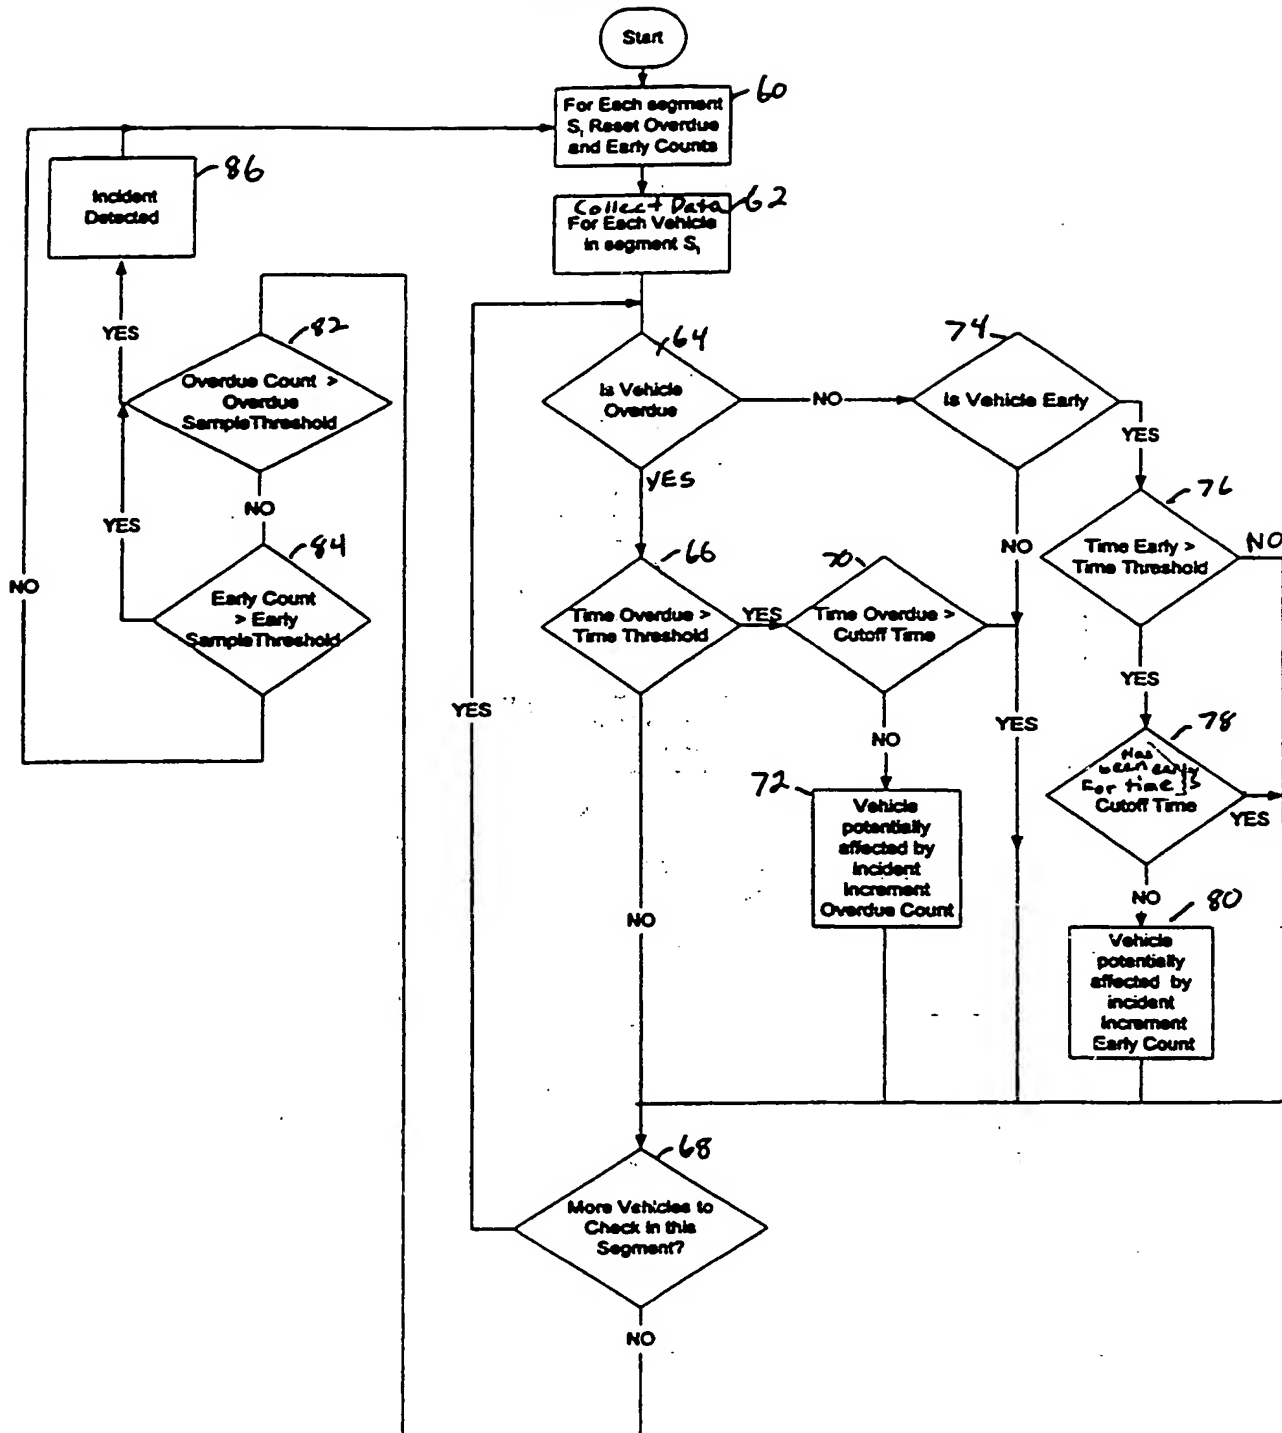 Start
For Each segment
Si Reset Overdue
and Early Counts
60
Collect Data
For Each Vehicle
in segment Si
62
Incident
Detected
86
YES
Overdue Count >
Overdue
SampleThreshold
82
NO
YES
Early Count
> Early
SampleThreshold
84
NO
Is Vehicle
Overdue
64
NO
Is Vehicle Early
74
YES
YES
NO
Time Early >
Time Threshold
76
NO
Time Overdue >
Time Threshold
66
YES
Time Overdue >
Cutoff Time
70
YES
YES
YES
Has
been early
For time >
Cutoff Time
78
YES
NO
NO
Vehicle
potentially
affected by
Incident
Increment
Overdue Count
72
NO
NO
Vehicle
potentially
affected by
incident
Increment
Early Count
80
More Vehicles to
Check in this
Segment?
68
NO